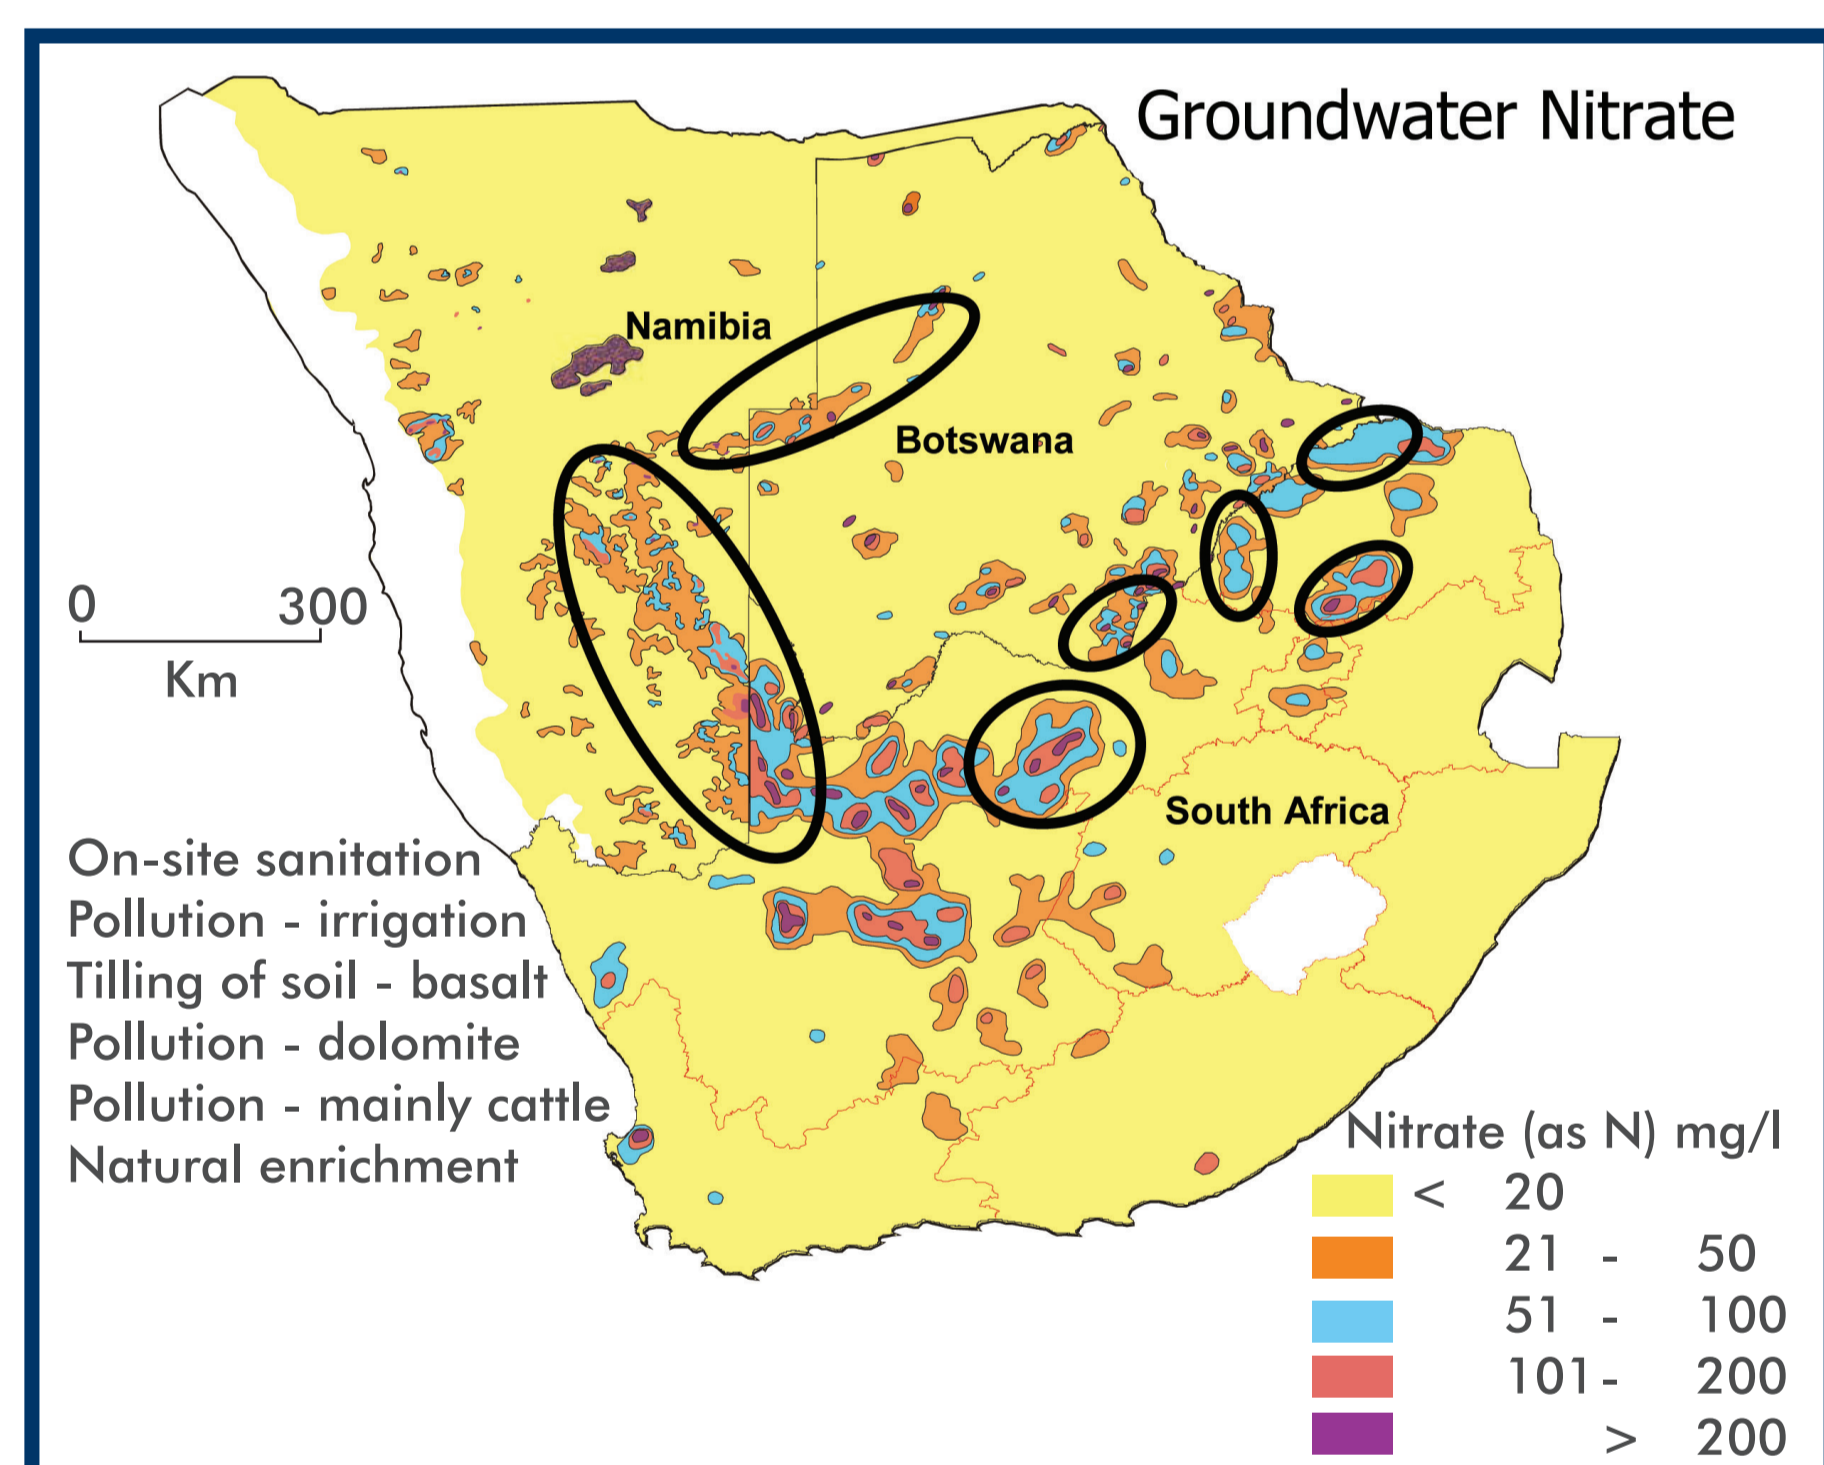 Groundwater Nitrate
Namibia
Botswana
South Africa
0 300
Km
On-site sanitation
Pollution - irrigation
Tilling of soil - basalt
Pollution - dolomite
Pollution - mainly cattle
Natural enrichment
Nitrate (as N) mg/l
< 20
21 - 50
51 - 100
101 - 200
> 200